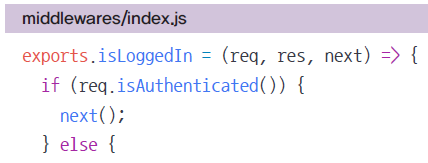 middlewares/index.js
exports.isLoggedIn = (req, res, next) => {
  if (req.isAuthenticated()) {
    next();
  } else {